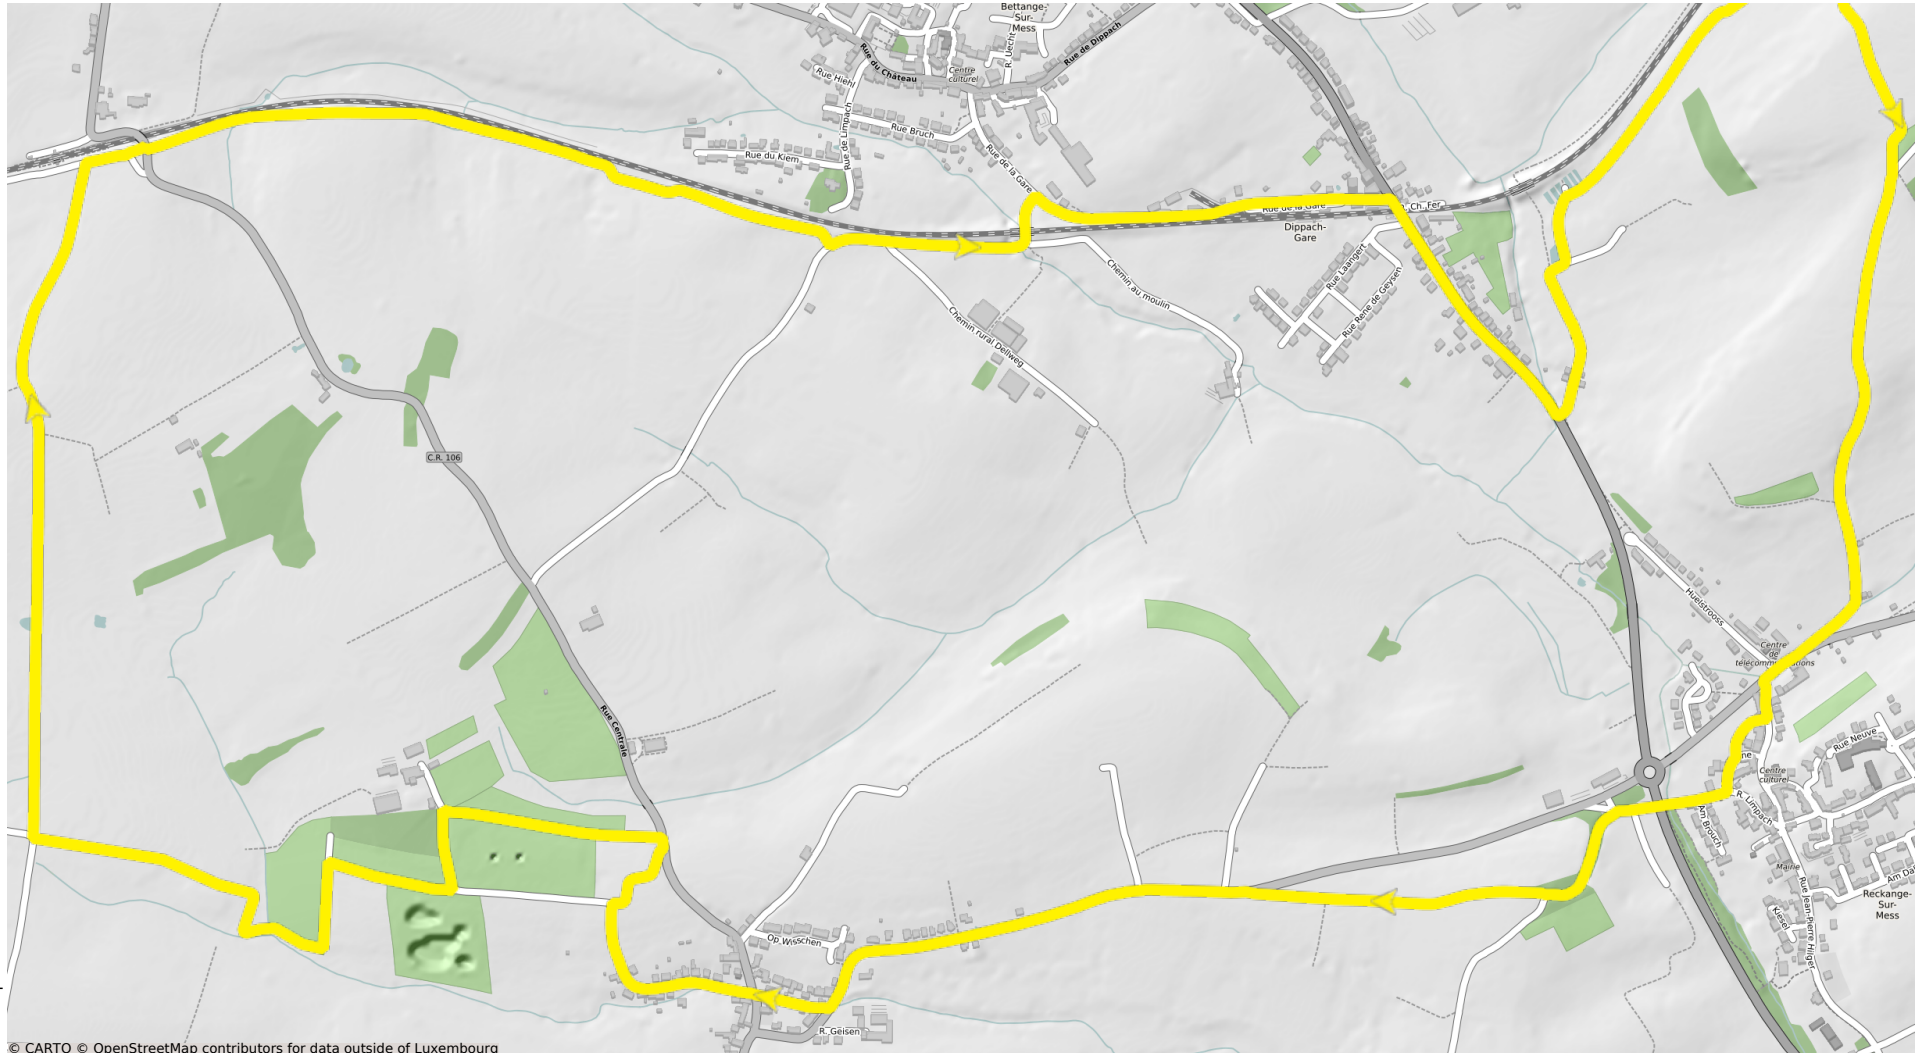 Bettange-
Sur-
Mess
R. Uecht
Rue de Dippach
Rue du Château
Centre
culturel
Rue Hiehl
Rue de Limpach
Rue Bruch
Rue du Kiem
Rue de la Gare
Rue de la Gare
R. Ch. Fer
Dippach-
Gare
Rue Laangert
Rue René de Geysen
Chemin au moulin
Chemin rural Dellweg
C.R. 106
Huelstrooss
Centre
de
télécommunications
Rue Centrale
Rue Neuve
Centre
culturel
R. Limpach
Am Brouch
Mairie
Rue Jean-Pierre Hilger
Kiesel
Reckange-
Sur-
Mess
Op Wisschen
R. Geisen
© CARTO © OpenStreetMap contributors for data outside of Luxembourg